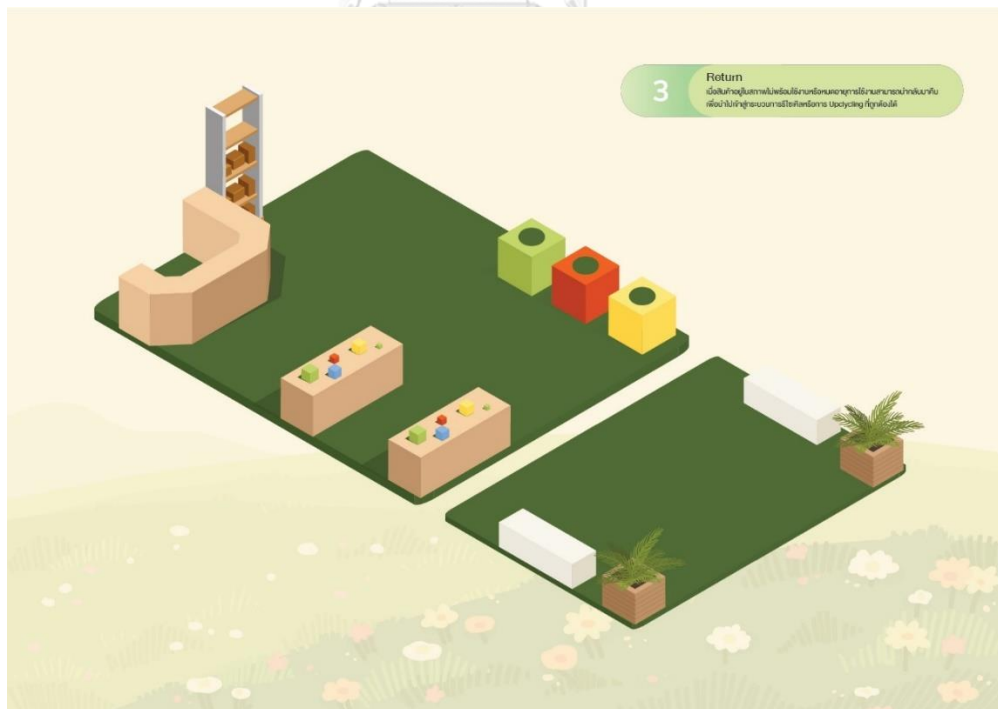 3
Return
เมื่อสินค้าอยู่ในสภาพไม่พร้อมใช้งานหรือหมดอายุการใช้งานสามารถนำกลับมาคืน
เพื่อนำไปเข้าสู่กระบวนการรีไซเคิลหรือการ Upcycling ที่ถูกต้องได้